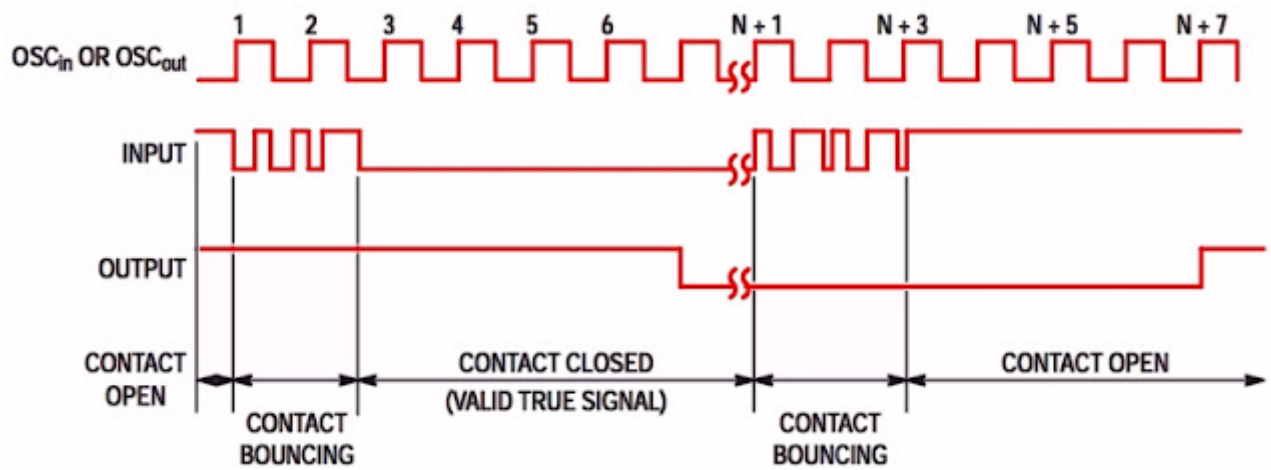 1 2 3 4 5 6 N + 1 N + 3 N + 5 N + 7
OSCin OR OSCout
INPUT
OUTPUT
CONTACT
OPEN
CONTACT
BOUNCING
CONTACT CLOSED
(VALID TRUE SIGNAL)
CONTACT
BOUNCING
CONTACT OPEN